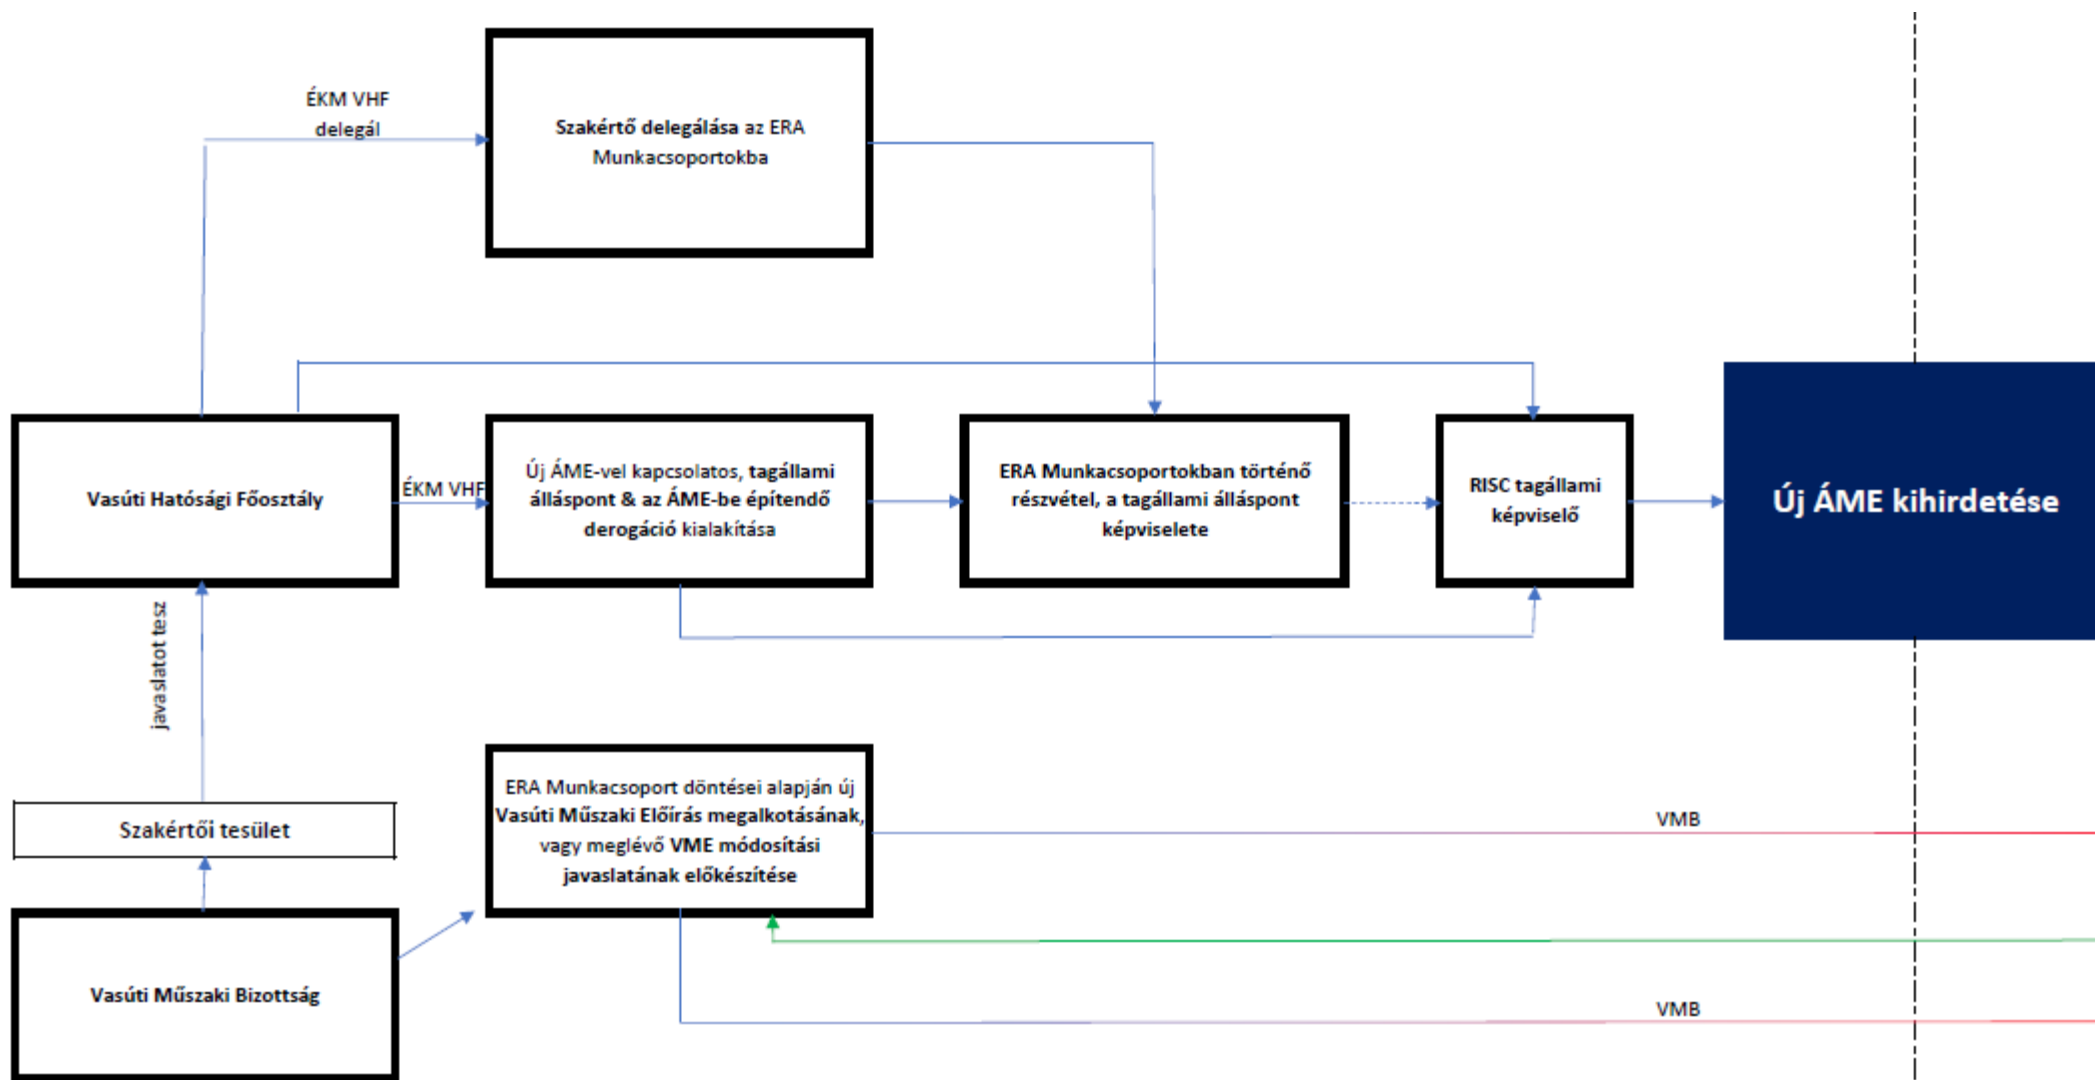 ÉKM VHF
delegál
Szakértő delegálása az ERA
Munkacsoportokba
Vasúti Hatósági Főosztály
ÉKM VHF
Új ÁME-vel kapcsolatos, tagállami
álláspont & az ÁME-be építendő
derogáció kialakítása
ERA Munkacsoportokban történő
részvétel, a tagállami álláspont
képviselete
RISC tagállami
képviselő
Új ÁME kihirdetése
javaslatot tesz
Szakértői tesület
ERA Munkacsoport döntései alapján új
Vasúti Műszaki Előírás megalkotásának,
vagy meglévő VME módosítási
javaslatának előkészítése
VMB
Vasúti Műszaki Bizottság
VMB